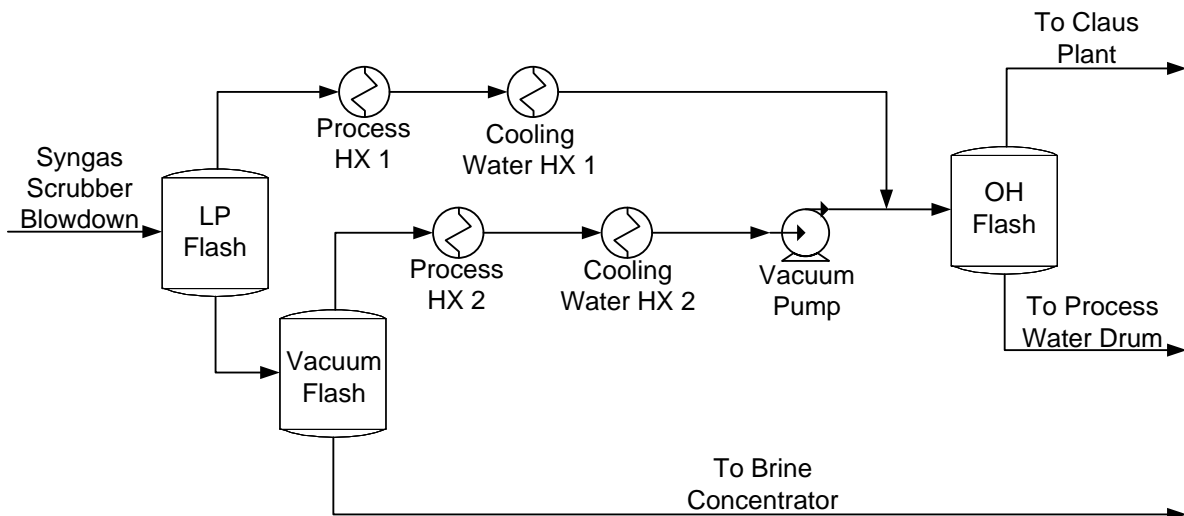 To Claus
Plant
Process
HX 1
Cooling
Water HX 1
Syngas
Scrubber
Blowdown
LP
Flash
OH
Flash
Process
HX 2
Cooling
Water HX 2
Vacuum
Pump
To Process
Water Drum
Vacuum
Flash
To Brine
Concentrator